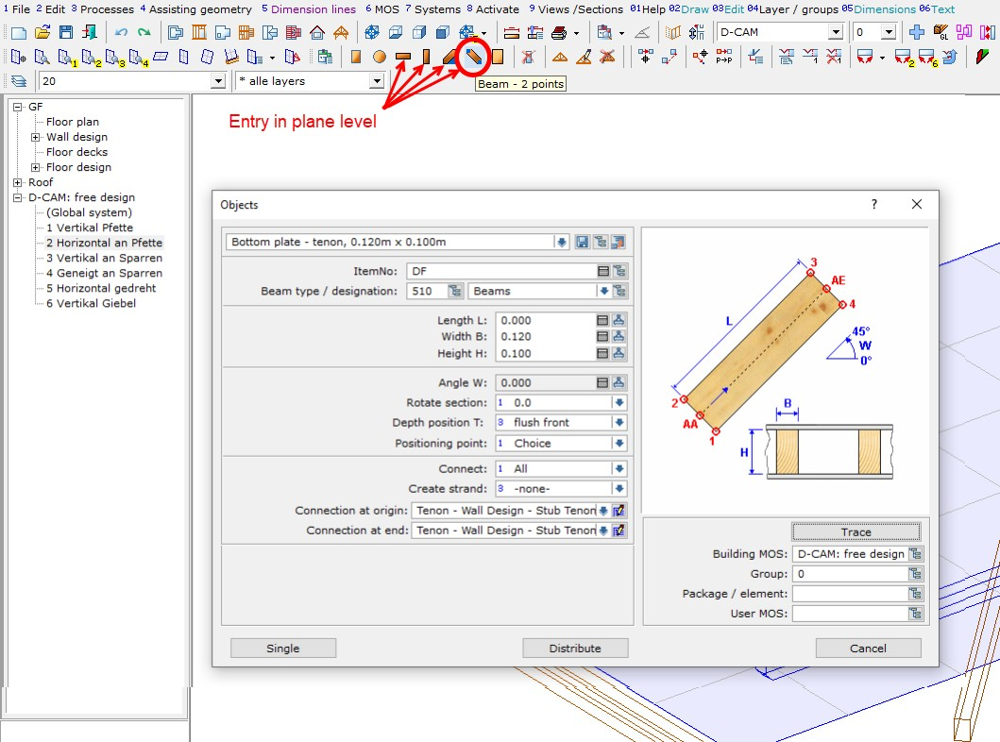 1 File 2 Edit 3 Processes 4 Assisting geometry 5 Dimension lines 6 MOS 7 Systems 8 Activate 9 Views /Sections 01Help 02Draw 03Edit 04Layer / groups 05Dimensions 06Text
GL D-CAM 0
1 2 3 4 P→P 2 6
20 * alle layers
Beam - 2 points
Entry in plane level
GF
Floor plan
Wall design
Floor decks
Floor design
Roof
D-CAM: free design
(Global system)
1 Vertikal Pfette
2 Horizontal an Pfette
3 Vertikal an Sparren
4 Geneigt an Sparren
5 Horizontal gedreht
6 Vertikal Giebel
Objects ?
Bottom plate - tenon, 0.120m x 0.100m
ItemNo: DF
Beam type / designation: 510 Beams
Length L: 0.000
Width B: 0.120
Height H: 0.100
Angle W: 0.000
Rotate section: 1 0.0
Depth position T: 3 flush front
Positioning point: 1 Choice
Connect: 1 All
Create strand: 3 -none-
Connection at origin: Tenon - Wall Design - Stub Tenon
Connection at end: Tenon - Wall Design - Stub Tenon
3
AE
4
L
45°
W
0°
2
AA
1
B
H
Trace
Building MOS: D-CAM: free design
Group: 0
Package / element:
User MOS:
Single Distribute Cancel